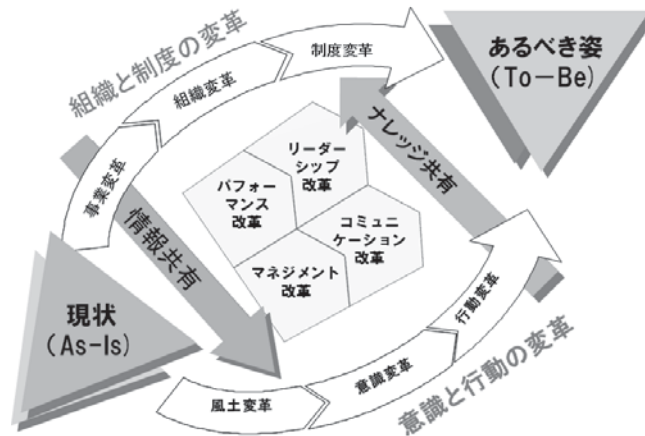 組織と制度の変革
事業変革
組織変革
制度変革
あるべき姿
(To－Be)
リーダー
シップ
改革
パフォー
マンス
改革
コミュニ
ケーション
改革
マネジメント
改革
ナレッジ共有
情報共有
現状
(As－Is)
風土変革
意識変革
行動変革
意識と行動の変革